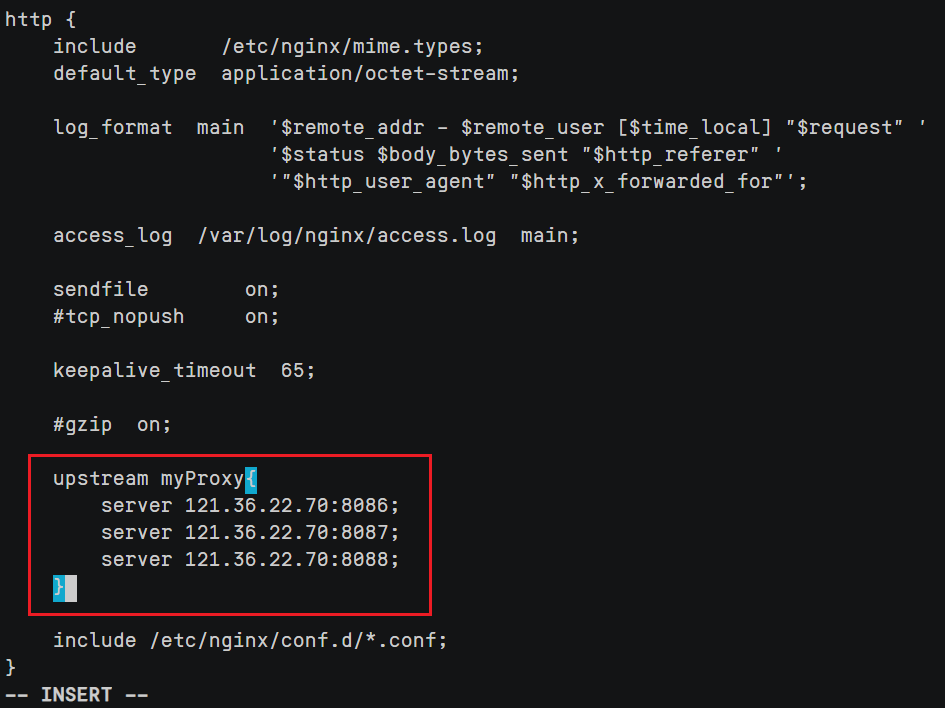 http {
    include       /etc/nginx/mime.types;
    default_type  application/octet-stream;
    log_format  main  '$remote_addr - $remote_user [$time_local] "$request" '
                      '$status $body_bytes_sent "$http_referer" '
                      '"$http_user_agent" "$http_x_forwarded_for"';
    access_log  /var/log/nginx/access.log  main;
    sendfile        on;
    #tcp_nopush     on;
    keepalive_timeout  65;
    #gzip  on;
    upstream myProxy{
        server 121.36.22.70:8086;
        server 121.36.22.70:8087;
        server 121.36.22.70:8088;
    }
    include /etc/nginx/conf.d/*.conf;
}
-- INSERT --